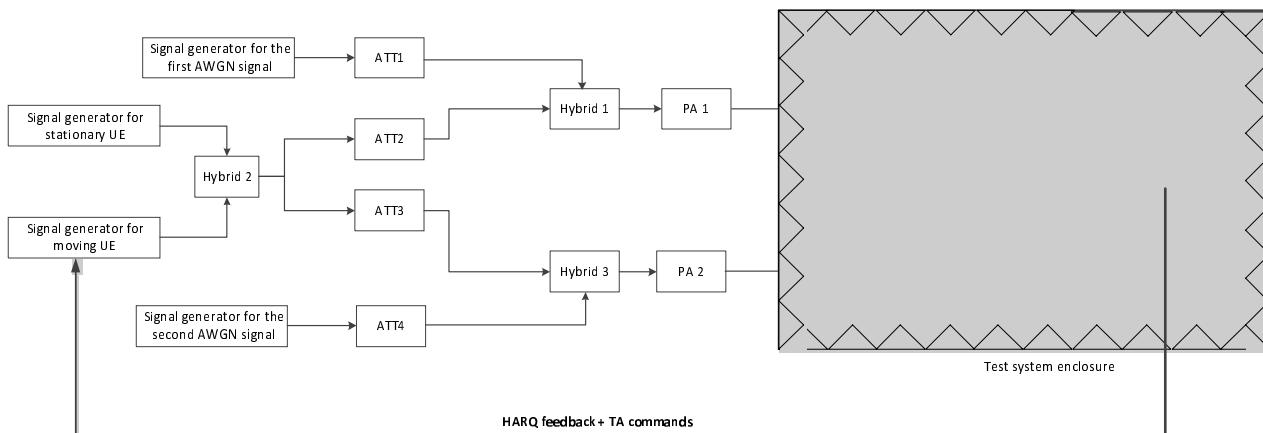 Signal generator for the
first AWGN signal
ATT1
Signal generator for
stationary UE
Hybrid 1
PA 1
ATT2
Hybrid 2
ATT3
Signal generator for
moving UE
Hybrid 3
PA 2
Signal generator for the
second AWGN signal
ATT4
Test system enclosure
HARQ feedback + TA commands